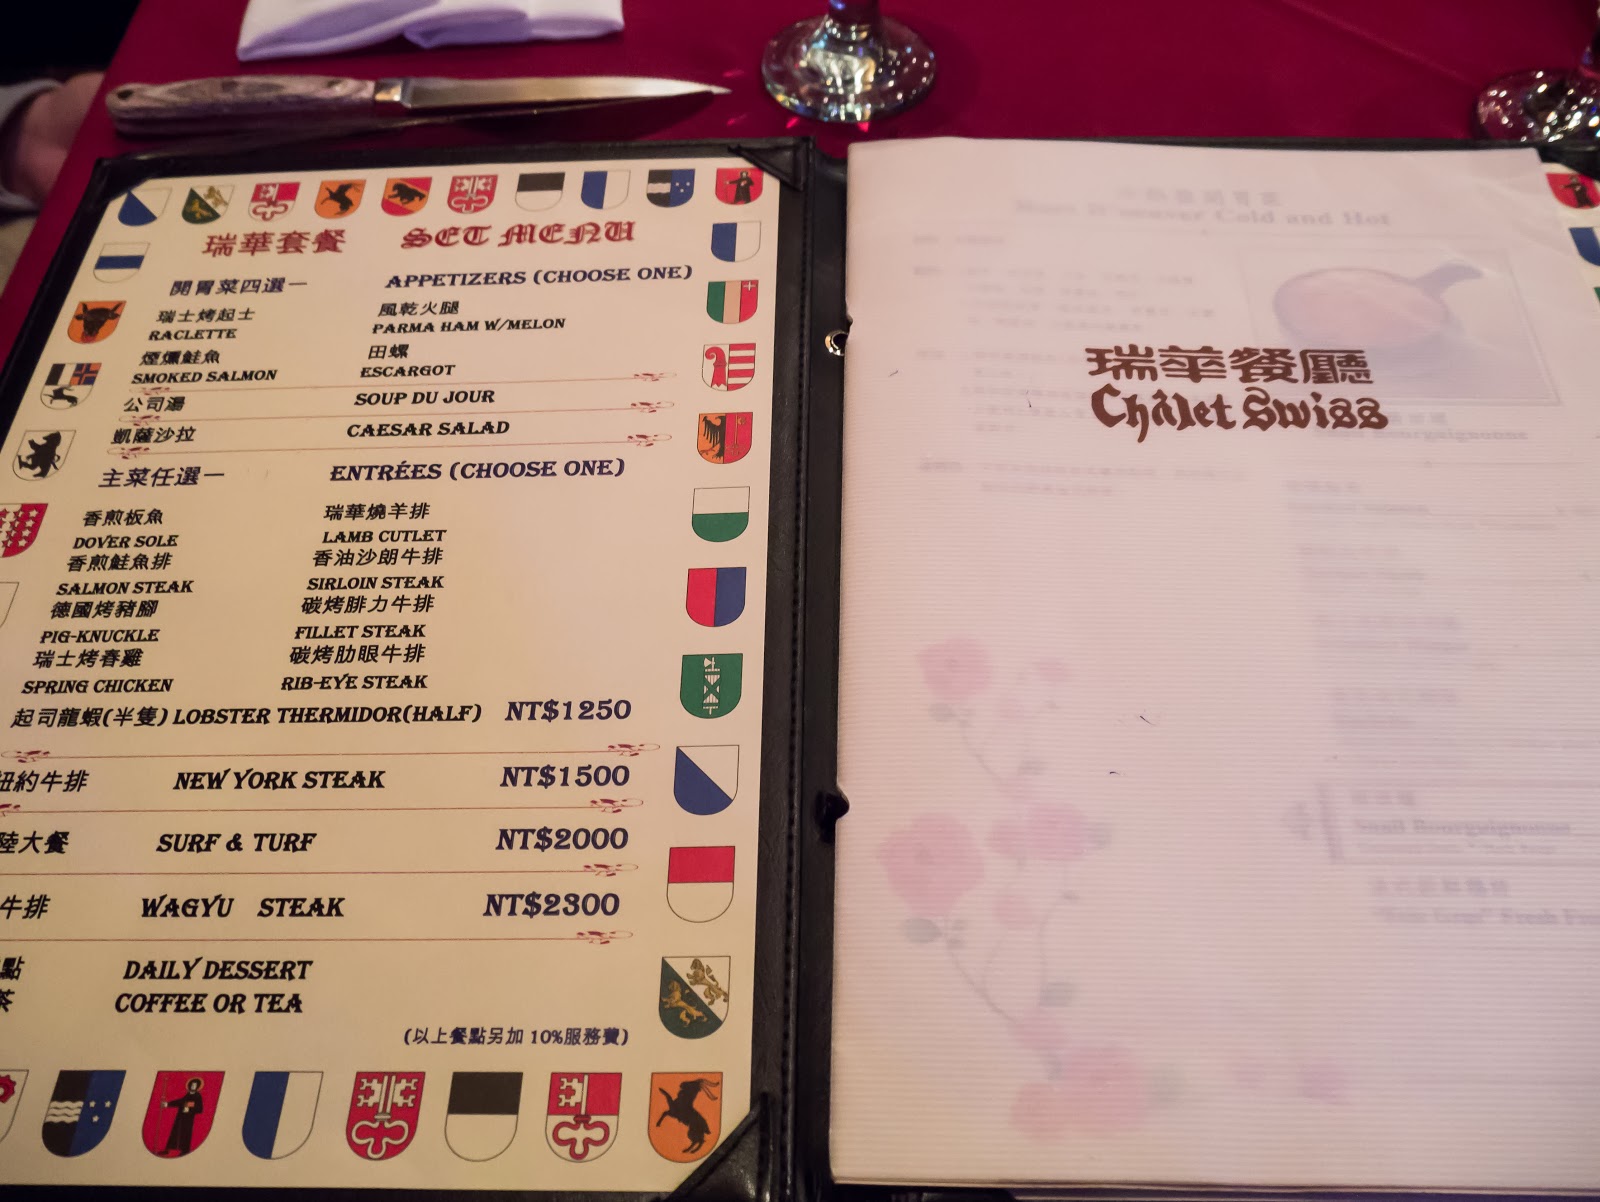 瑞華套餐 SET MENU
開胃菜四選一 APPETIZERS (CHOOSE ONE)
瑞士烤起士 風乾火腿
RACLETTE PARMA HAM W/MELON
煙燻鮭魚 田螺
SMOKED SALMON ESCARGOT
公司湯 SOUP DU JOUR
凱薩沙拉 CAESAR SALAD
主菜任選一 ENTRÉES (CHOOSE ONE)
香煎板魚 瑞華燒羊排
DOVER SOLE LAMB CUTLET
香煎鮭魚排 香油沙朗牛排
SALMON STEAK SIRLOIN STEAK
德國烤豬腳 碳烤腓力牛排
PIG-KNUCKLE FILLET STEAK
瑞士烤春雞 碳烤肋眼牛排
SPRING CHICKEN RIB-EYE STEAK
起司龍蝦(半隻) LOBSTER THERMIDOR(HALF) NT$1250
紐約牛排 NEW YORK STEAK NT$1500
陸大餐 SURF & TURF NT$2000
牛排 WAGYU STEAK NT$2300
點 DAILY DESSERT
茶 COFFEE OR TEA
(以上餐點另加 10%服務費)
瑞華餐廳
Châlet Swiss
Cold and Hot